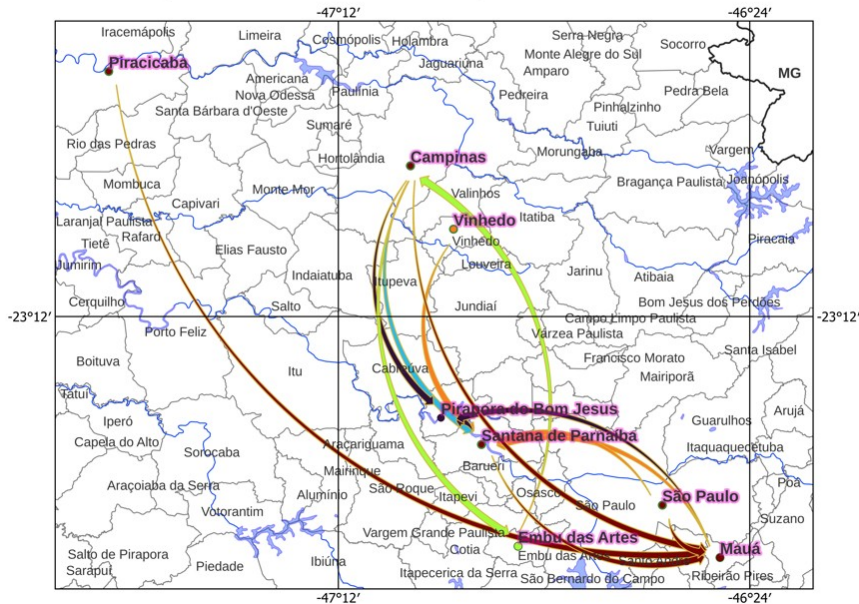 -47°12′ -46°24′
Iracemápolis Limeira Cosmópolis Holambra Serra Negra Socorro
Piracicaba Jaguariúna Monte Alegre do Sul MG
Americana Amparo
Nova Odessa Paulínia Pedreira Pedra Bela
Santa Bárbara d'Oeste Pinhalzinho
Sumaré Tuiuti
Rio das Pedras Hortolândia Campinas Morungaba Vargem
Mombuca Monte Mor Valinhos Bragança Paulista Joanópolis
Capivari
Laranjal Paulista Vinhedo Itatiba
Tietê Rafard Elias Fausto Vinhedo Piracaia
Jumirim Indaiatuba Itupeva Louveira Jarinu Atibaia
Cerquilho Salto Jundiaí Bom Jesus dos Perdões
-23°12′ Campo Limpo Paulista -23°12′
Porto Feliz Várzea Paulista
Boituva Itu Cabreúva Francisco Morato Santa Isabel
Mairiporã
Tatuí
Iperó Pirapora do Bom Jesus Guarulhos Arujá
Capela do Alto Sorocaba Araçariguama Santana de Parnaíba Itaquaquecetuba
Araçoiaba da Serra Mairinque Barueri Poá
Alumínio São Roque Itapevi Osasco São Paulo São Paulo
Votorantim Suzano
Vargem Grande Paulista Embu das Artes Mauá
Salto de Pirapora Cotia Embu das Artes Santo André
Sarapuí Piedade Ibiúna Itapecerica da Serra São Bernardo do Campo Ribeirão Pires
-47°12′ -46°24′